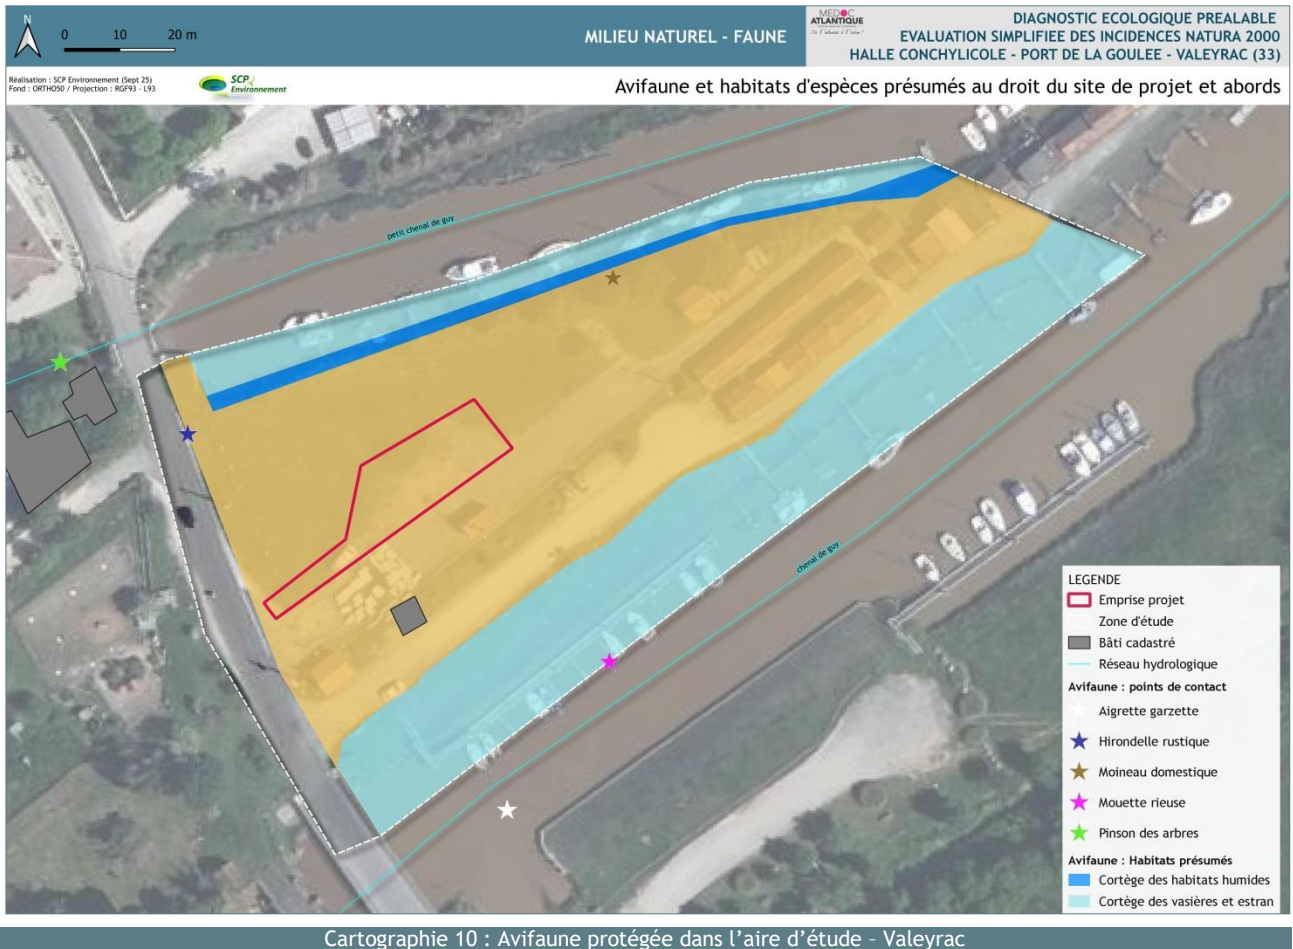 N
0 10 20 m
MILIEU NATUREL - FAUNE
MEDOC
ATLANTIQUE
DIAGNOSTIC ECOLOGIQUE PREALABLE
EVALUATION SIMPLIFIEE DES INCIDENCES NATURA 2000
HALLE CONCHYLICOLE - PORT DE LA GOULEE - VALEYRAC (33)
Réalisation : SCP Environnement (Sept 25)
Fond : ORTHO50 / Projection : RGF93 - L93
SCP
Environnement
Avifaune et habitats d'espèces présumés au droit du site de projet et abords
petit chenal de guy
chenal de guy
LEGENDE
Emprise projet
Zone d'étude
Bâti cadastré
Réseau hydrologique
Avifaune : points de contact
Aigrette garzette
Hirondelle rustique
Moineau domestique
Mouette rieuse
Pinson des arbres
Avifaune : Habitats présumés
Cortège des habitats humides
Cortège des vasières et estran
Cartographie 10 : Avifaune protégée dans l'aire d'étude - Valeyrac